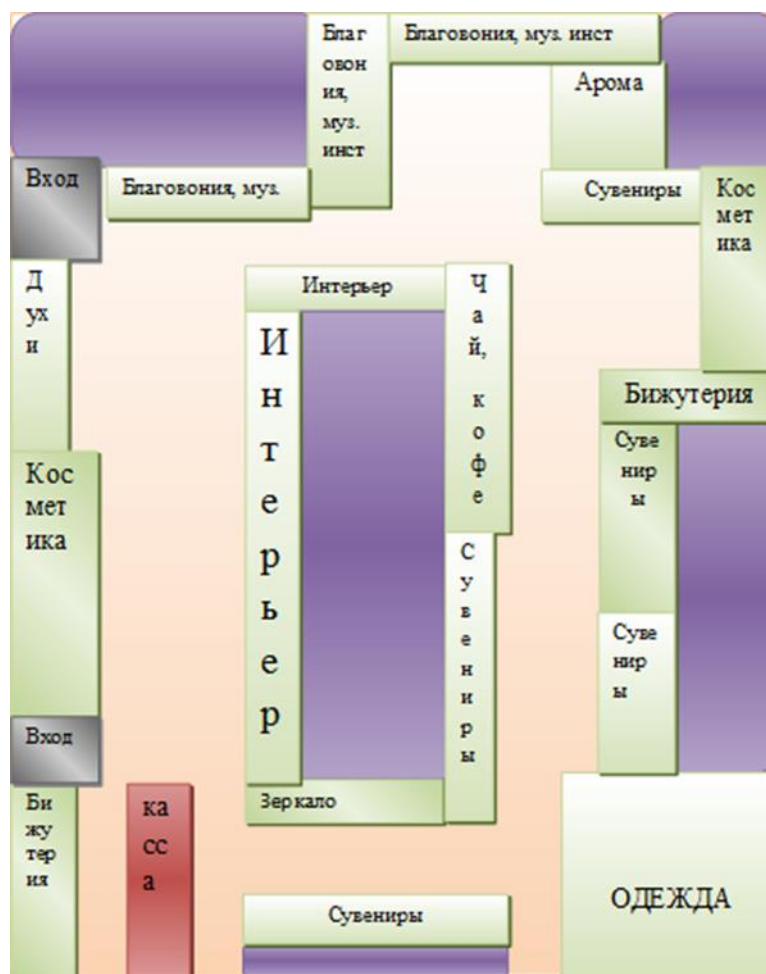 Благ
овон
ия,
муз.
инст
Благовония, муз. инст
Арома
Вход
Благовония, муз.
Сувениры
Кос
мет
ика
Д
ух
и
Интерьер
Ч
а
й,
к
о
ф
е
И
н
т
е
р
ь
е
р
Бижутерия
Суве
нир
ы
Кос
мет
ика
С
у
в
е
н
и
р
ы
Суве
нир
ы
Вход
Зеркало
Би
жу
тер
ия
ка
сс
а
Сувениры
ОДЕЖДА